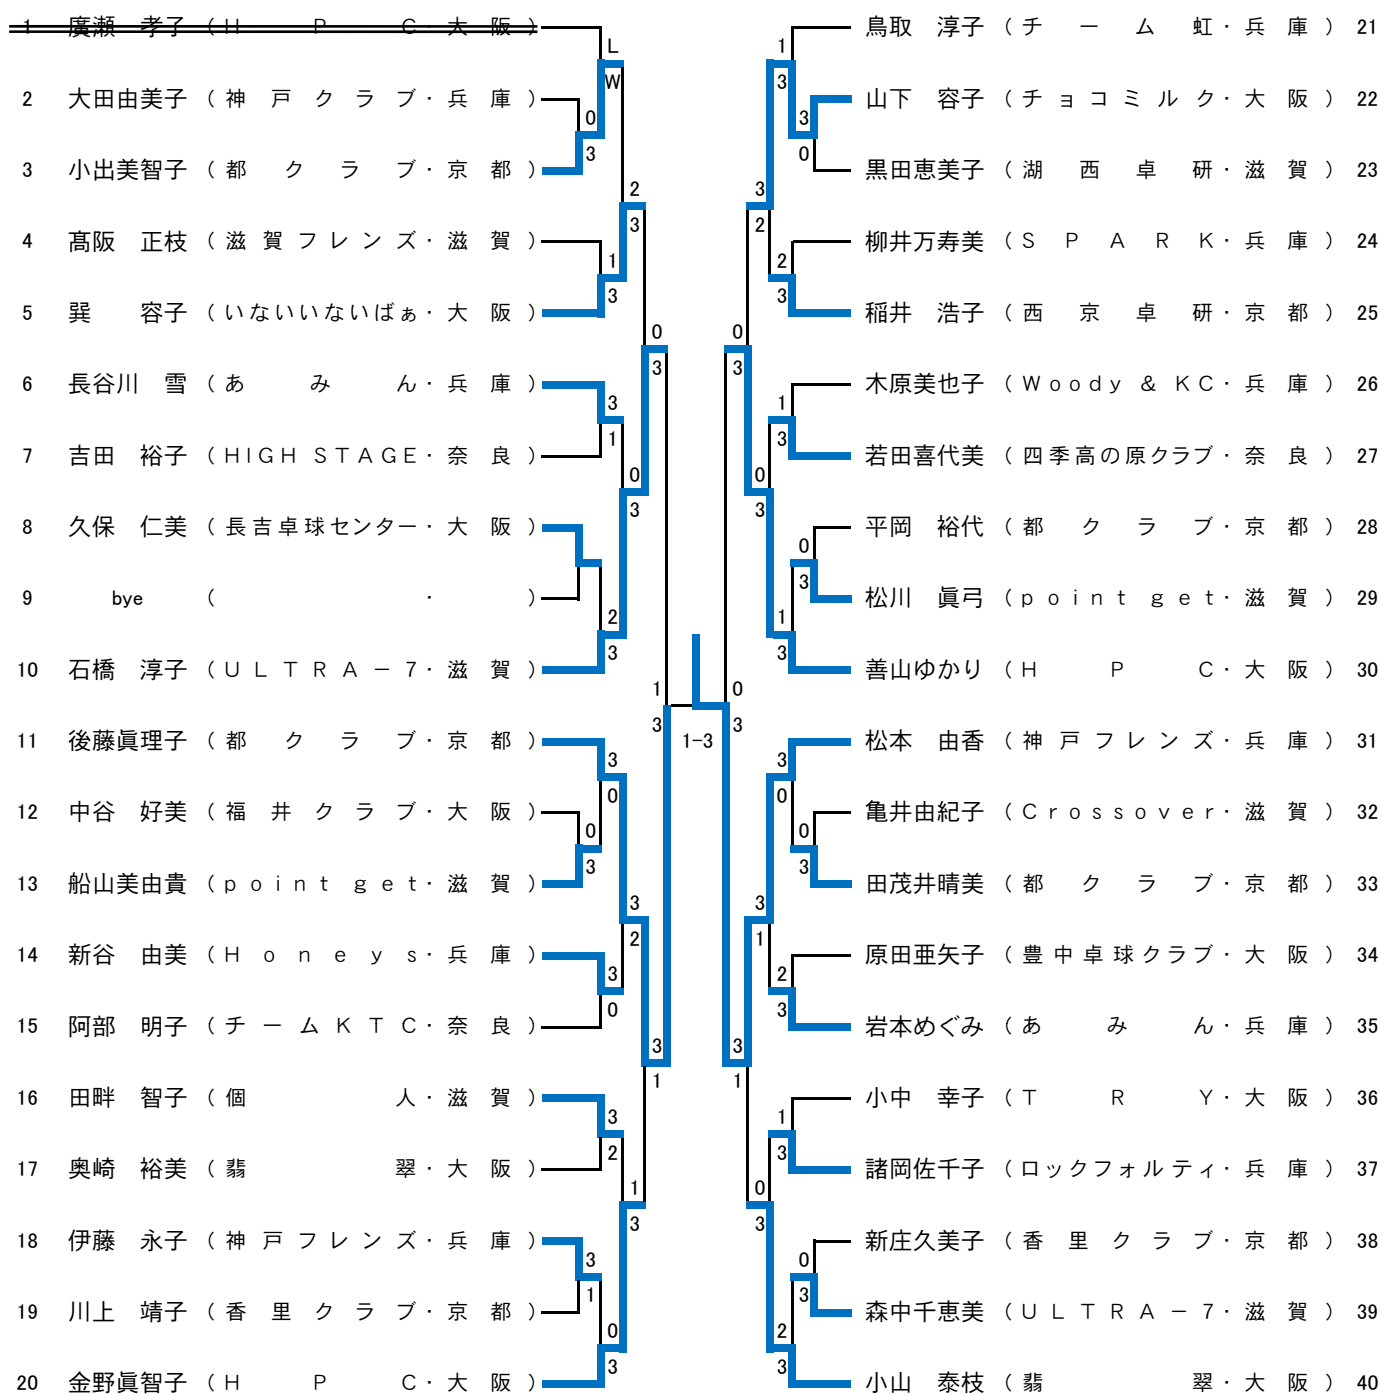 1 廣瀬 孝子 (H P C・大 阪)
2 大田由美子 (神 戸 ク ラ ブ・兵 庫)
3 小出美智子 (都 ク ラ ブ・京 都)
4 髙阪 正枝 (滋 賀 フ レ ン ズ・滋 賀)
5 巽 容子 (いないいないばぁ・大 阪)
6 長谷川 雪 (あ み ん・兵 庫)
7 吉田 裕子 (HIGH STAGE・奈 良)
8 久保 仁美 (長吉卓球センター・大 阪)
9 bye ( ・ )
10 石橋 淳子 (U L T R A - 7・滋 賀)
11 後藤眞理子 (都 ク ラ ブ・京 都)
12 中谷 好美 (福 井 ク ラ ブ・大 阪)
13 船山美由貴 (p o i n t g e t・滋 賀)
14 新谷 由美 (H o n e y s・兵 庫)
15 阿部 明子 (チ ー ム K T C・奈 良)
16 田畔 智子 (個 人・滋 賀)
17 奥崎 裕美 (翡 翠・大 阪)
18 伊藤 永子 (神 戸 フ レ ン ズ・兵 庫)
19 川上 靖子 (香 里 ク ラ ブ・京 都)
20 金野眞智子 (H P C・大 阪)
L
W
0
3
2
3
1
3
0
3
3
1
0
3
2
3
1
3
3
0
0
3
3
2
3
0
3
1
3
2
1
3
3
1
0
3
1-3
1
3
3
0
3
2
2
3
0
3
1
3
0
3
1
3
0
3
3
0
0
3
3
1
2
3
3
1
1
3
0
3
0
3
2
3
鳥取 淳子 (チ ー ム 虹・兵 庫) 21
山下 容子 (チ ョ コ ミ ル ク・大 阪) 22
黒田恵美子 (湖 西 卓 研・滋 賀) 23
柳井万寿美 (S P A R K・兵 庫) 24
稲井 浩子 (西 京 卓 研・京 都) 25
木原美也子 (W o o d y & K C・兵 庫) 26
若田喜代美 (四季高の原クラブ・奈 良) 27
平岡 裕代 (都 ク ラ ブ・京 都) 28
松川 眞弓 (p o i n t g e t・滋 賀) 29
善山ゆかり (H P C・大 阪) 30
松本 由香 (神 戸 フ レ ン ズ・兵 庫) 31
亀井由紀子 (C r o s s o v e r・滋 賀) 32
田茂井晴美 (都 ク ラ ブ・京 都) 33
原田亜矢子 (豊 中 卓 球 ク ラ ブ・大 阪) 34
岩本めぐみ (あ み ん・兵 庫) 35
小中 幸子 (T R Y・大 阪) 36
諸岡佐千子 (ロックフォルティ・兵 庫) 37
新庄久美子 (香 里 ク ラ ブ・京 都) 38
森中千恵美 (U L T R A - 7・滋 賀) 39
小山 泰枝 (翡 翠・大 阪) 40